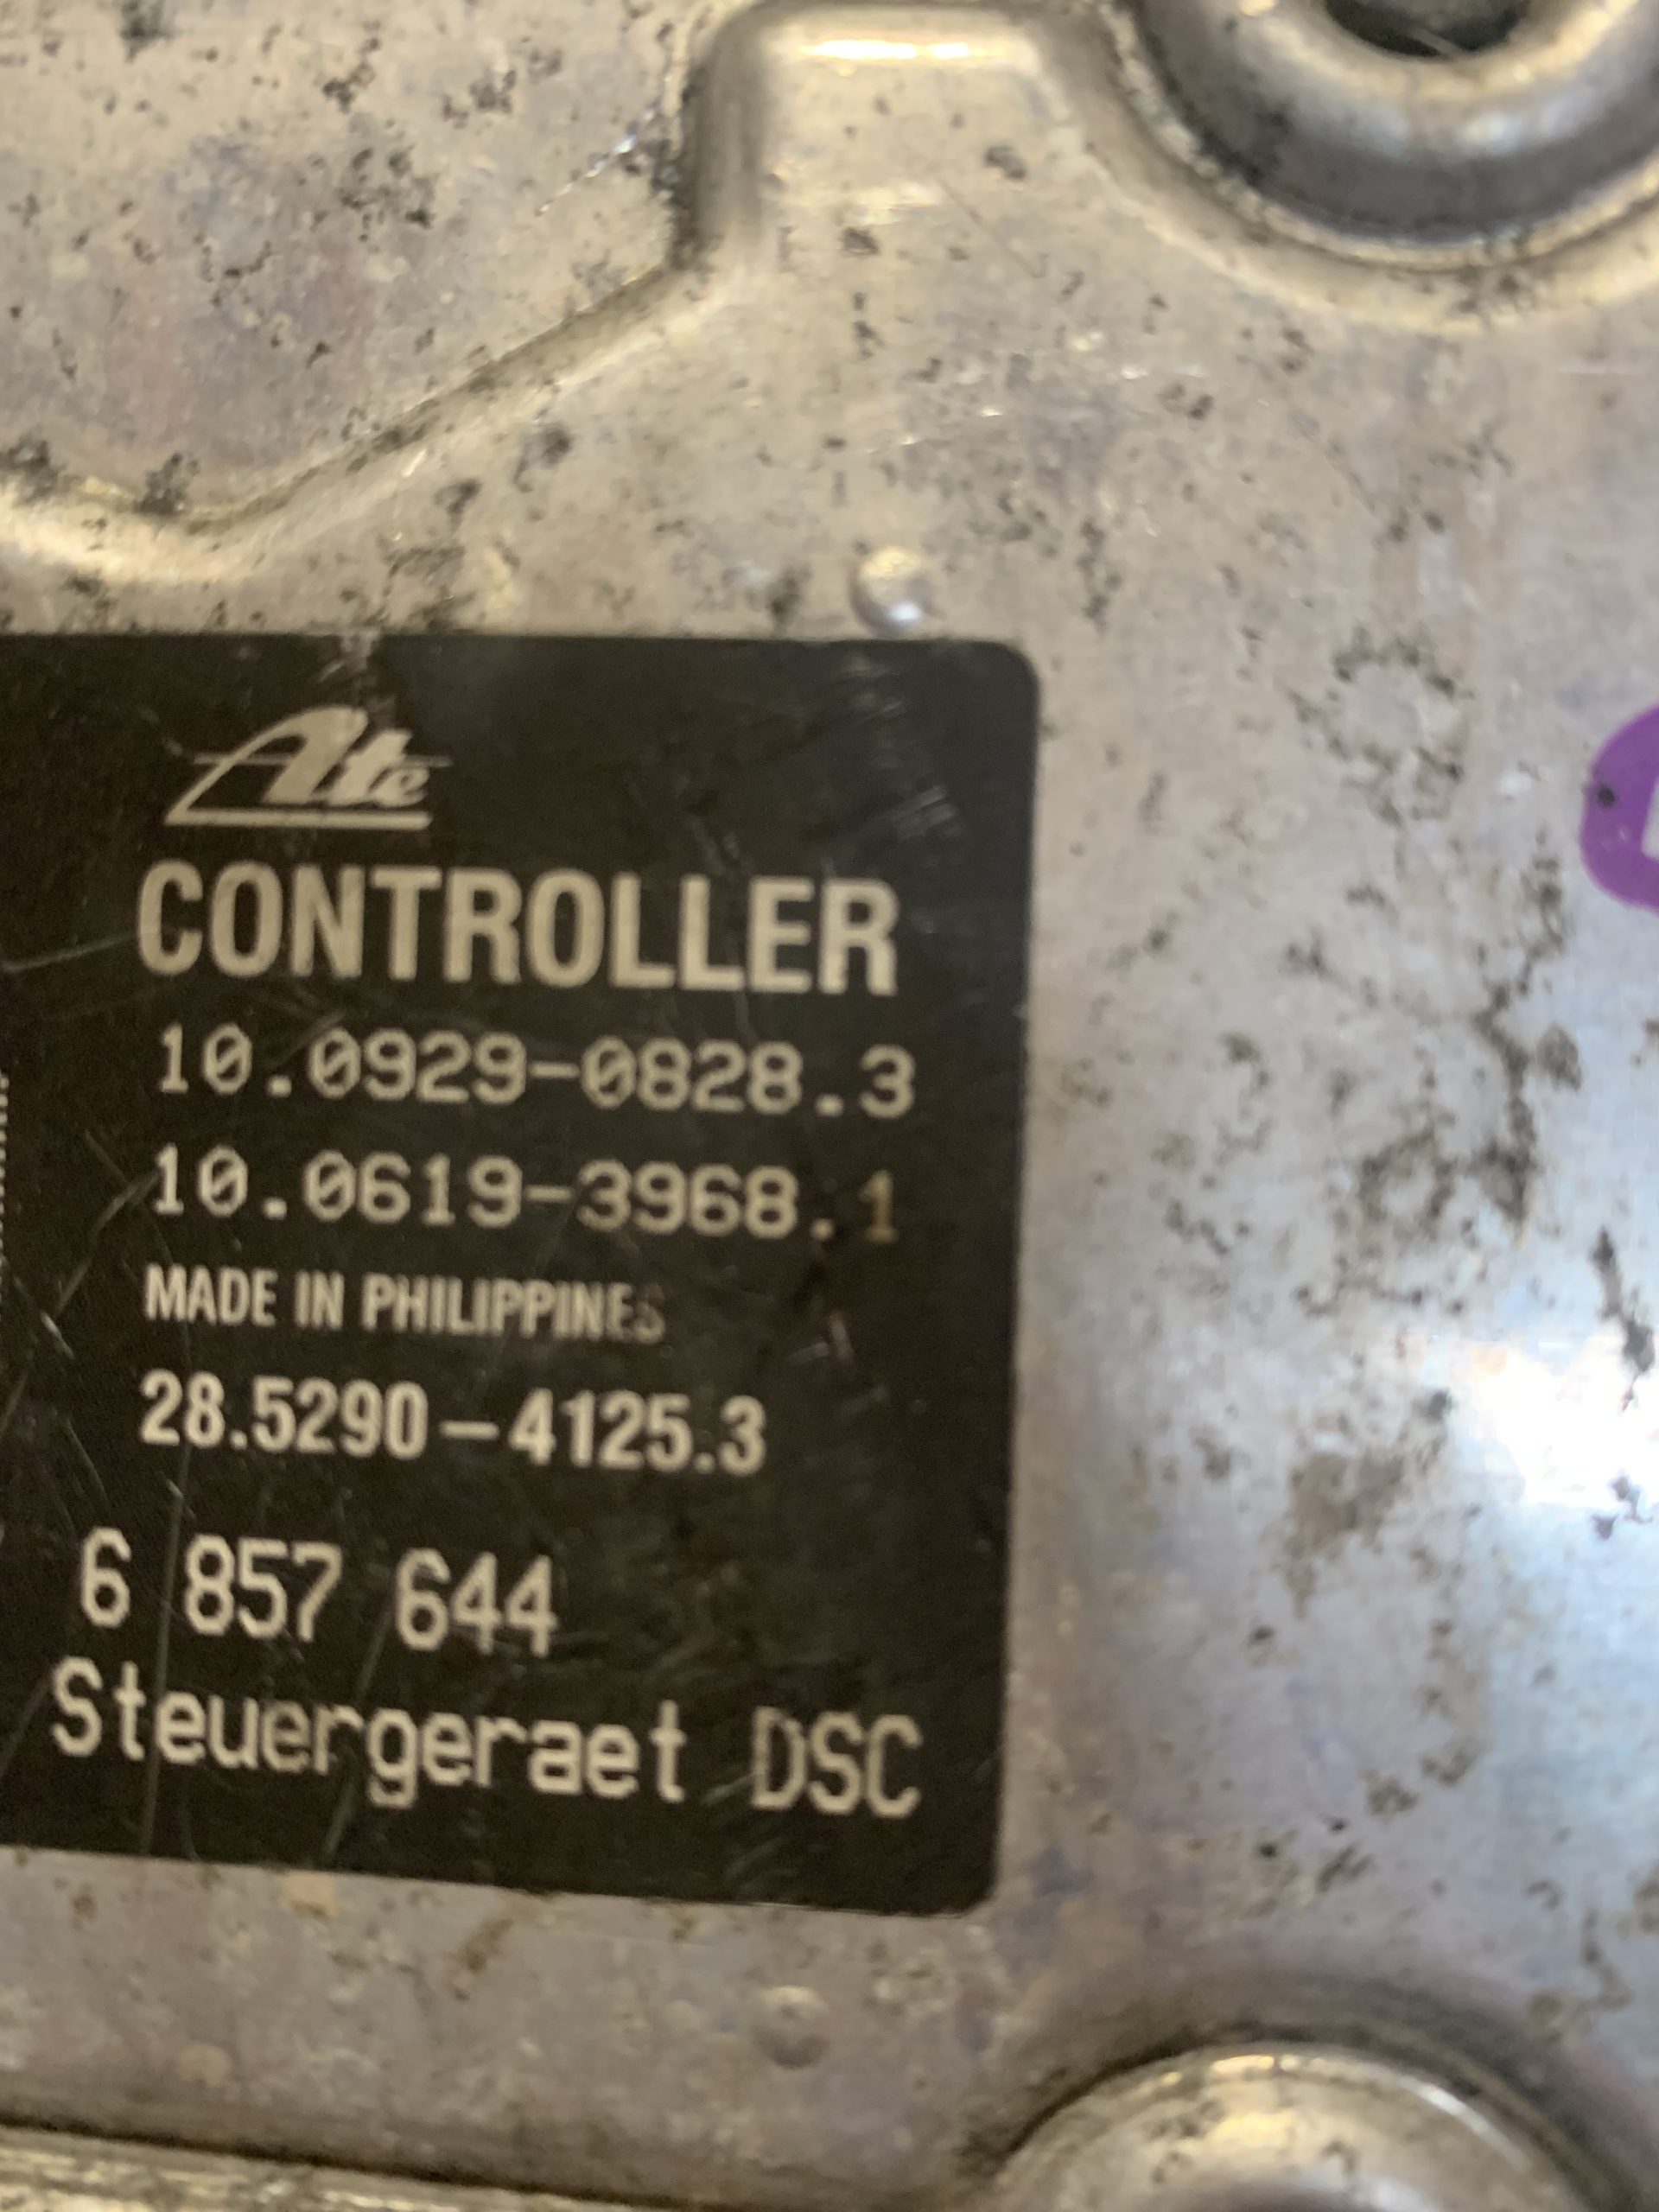 Ate
CONTROLLER
10.0929-0828.3
10.0619-3968.1
MADE IN PHILIPPINES
28.5290-4125.3
6 857 644
Steuergeraet DSC